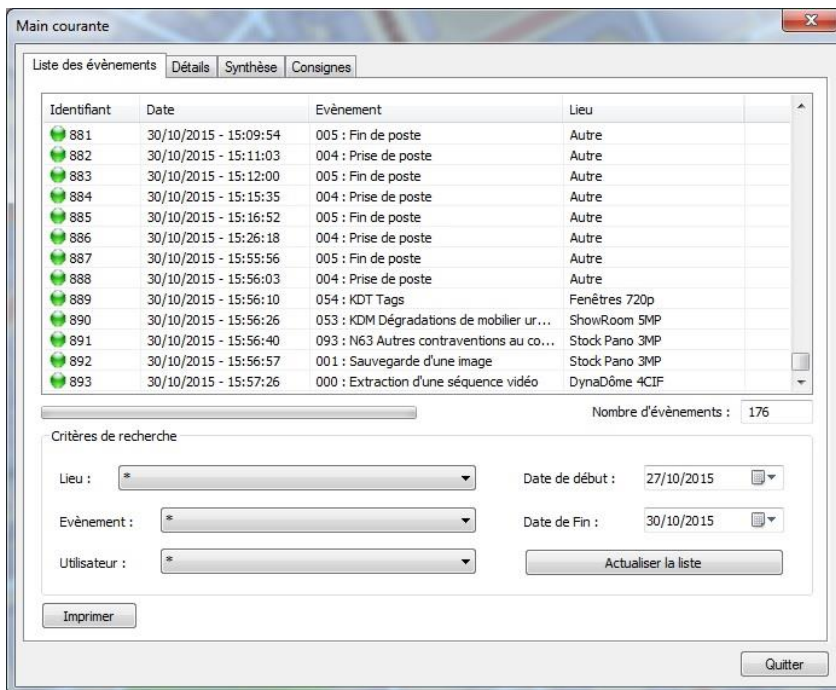 Main courante
Liste des évènements Détails Synthèse Consignes
Identifiant Date Evènement Lieu
881 30/10/2015 - 15:09:54 005 : Fin de poste Autre
882 30/10/2015 - 15:11:03 004 : Prise de poste Autre
883 30/10/2015 - 15:12:00 005 : Fin de poste Autre
884 30/10/2015 - 15:15:35 004 : Prise de poste Autre
885 30/10/2015 - 15:16:52 005 : Fin de poste Autre
886 30/10/2015 - 15:26:18 004 : Prise de poste Autre
887 30/10/2015 - 15:55:56 005 : Fin de poste Autre
888 30/10/2015 - 15:56:03 004 : Prise de poste Autre
889 30/10/2015 - 15:56:10 054 : KDT Tags Fenêtres 720p
890 30/10/2015 - 15:56:26 053 : KDM Dégradations de mobilier ur... ShowRoom 5MP
891 30/10/2015 - 15:56:40 093 : N63 Autres contraventions au co... Stock Pano 3MP
892 30/10/2015 - 15:56:57 001 : Sauvegarde d'une image Stock Pano 3MP
893 30/10/2015 - 15:57:26 000 : Extraction d'une séquence vidéo DynaDôme 4CIF
Nombre d'évènements : 176
Critères de recherche
Lieu : * Date de début : 27/10/2015
Evènement : * Date de Fin : 30/10/2015
Utilisateur : * Actualiser la liste
Imprimer
Quitter